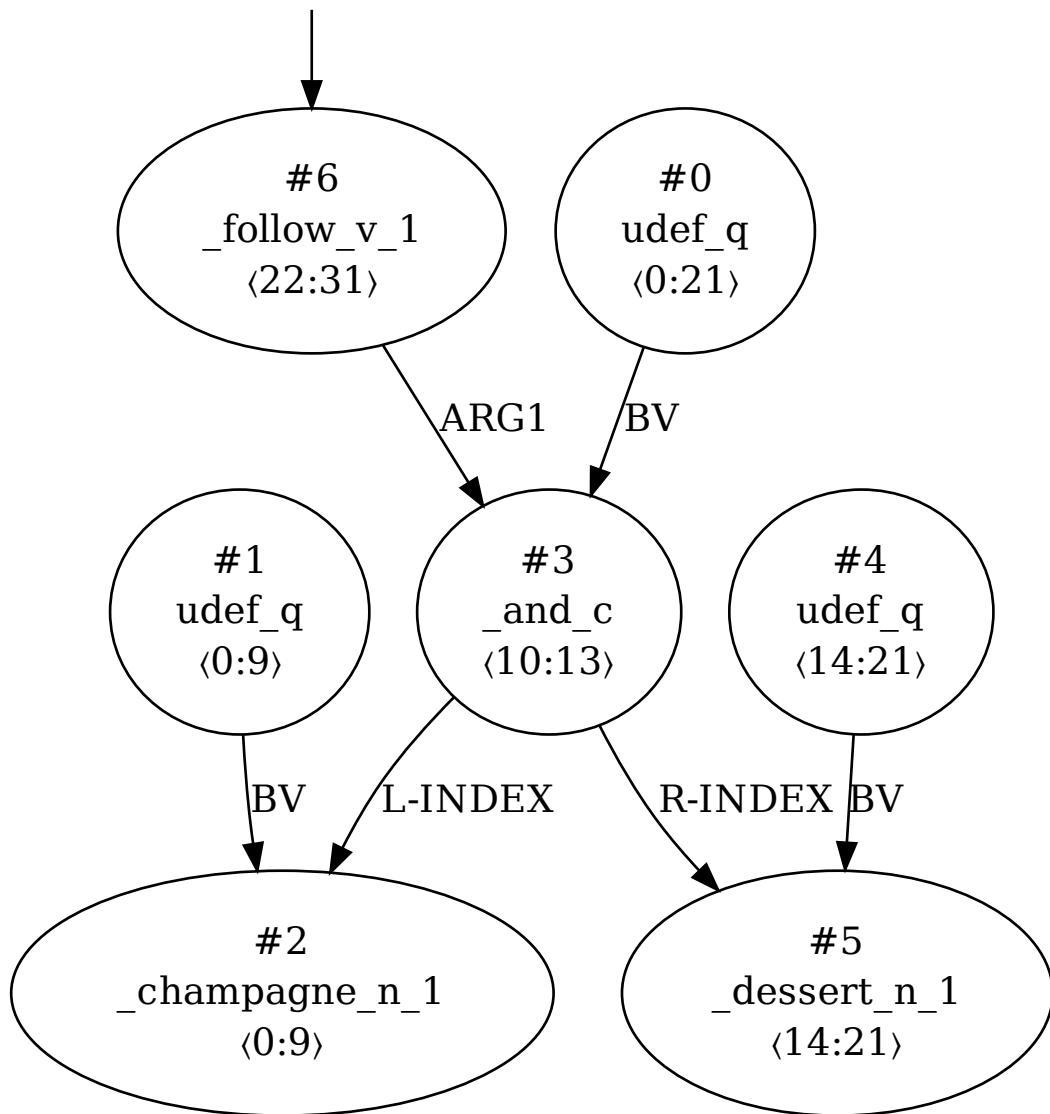 #6
_follow_v_1
⟨22:31⟩
#0
udef_q
⟨0:21⟩
ARG1
BV
#1
udef_q
⟨0:9⟩
#3
_and_c
⟨10:13⟩
#4
udef_q
⟨14:21⟩
BV
L-INDEX
R-INDEX
BV
#2
_champagne_n_1
⟨0:9⟩
#5
_dessert_n_1
⟨14:21⟩